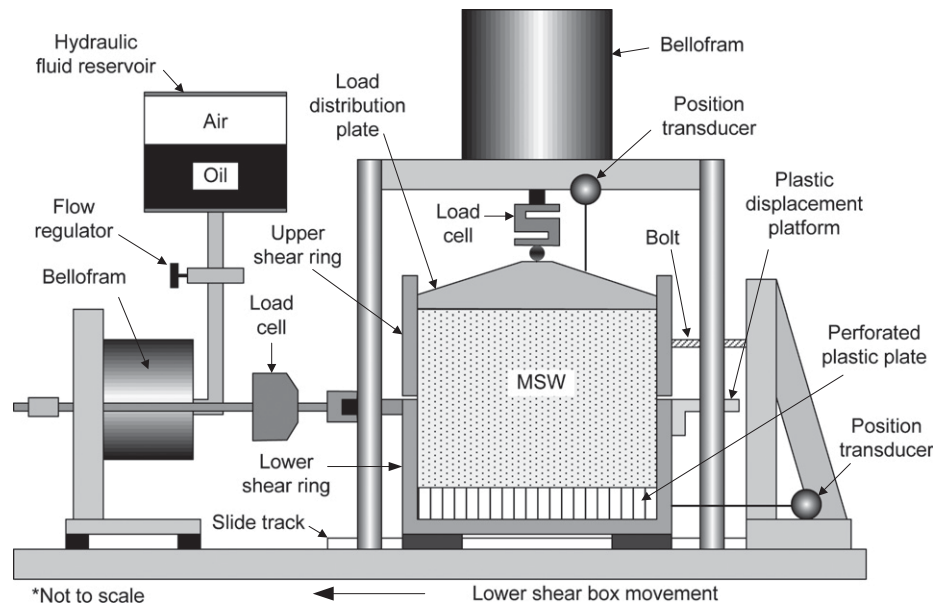 Hydraulic
fluid reservoir
Air
Oil
Flow
regulator
Bellofram
Load
cell
Load
distribution
plate
Upper
shear ring
Load
cell
Bellofram
Position
transducer
Plastic
displacement
platform
Bolt
Perforated
plastic plate
MSW
Position
transducer
Lower
shear ring
Slide track
*Not to scale
Lower shear box movement